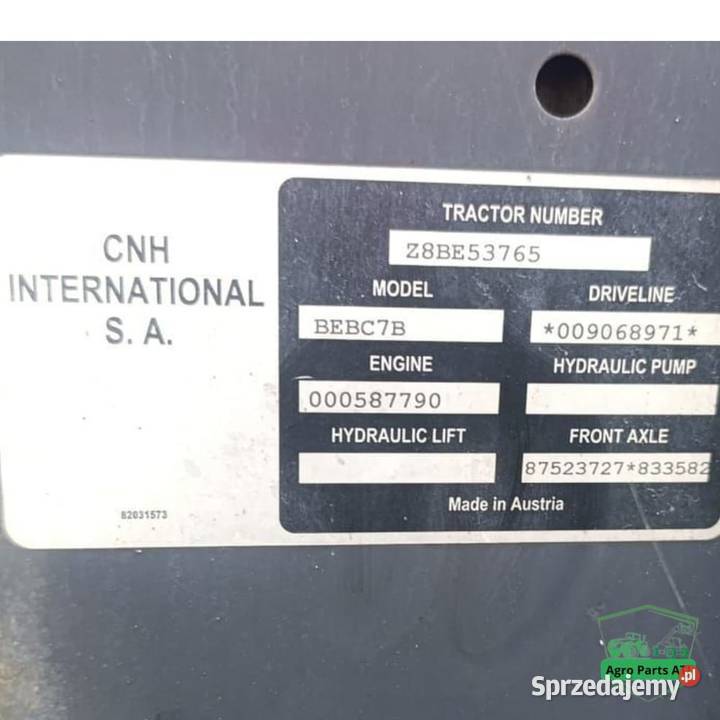 CNH
INTERNATIONAL
S. A.
82031573
TRACTOR NUMBER
Z8BE53765
MODEL
DRIVELINE
BEBC7B
*009068971*
ENGINE
HYDRAULIC PUMP
000587790
HYDRAULIC LIFT
FRONT AXLE
87523727*833582
Made in Austria
Agro Parts
Sprzedajemy.pl